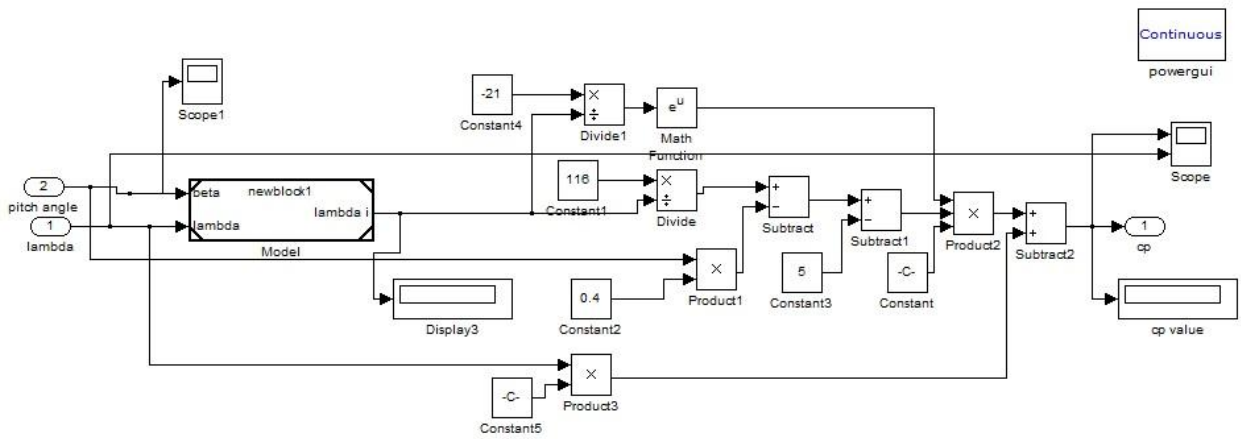 Continuous
powergui
Scope1
-21
Constant4
×
÷
Divide1
eᵘ
Math
Function
Scope
2
pitch angle
1
lambda
beta
newblock1
lambda
lambda i
Model
116
Constant1
×
÷
Divide
+
−
Subtract
+
−
Subtract1
×
Product2
+
+
Subtract2
1
cp
×
Product1
5
Constant3
-C-
Constant
0.4
Constant2
Display3
cp value
×
Product3
-C-
Constant5